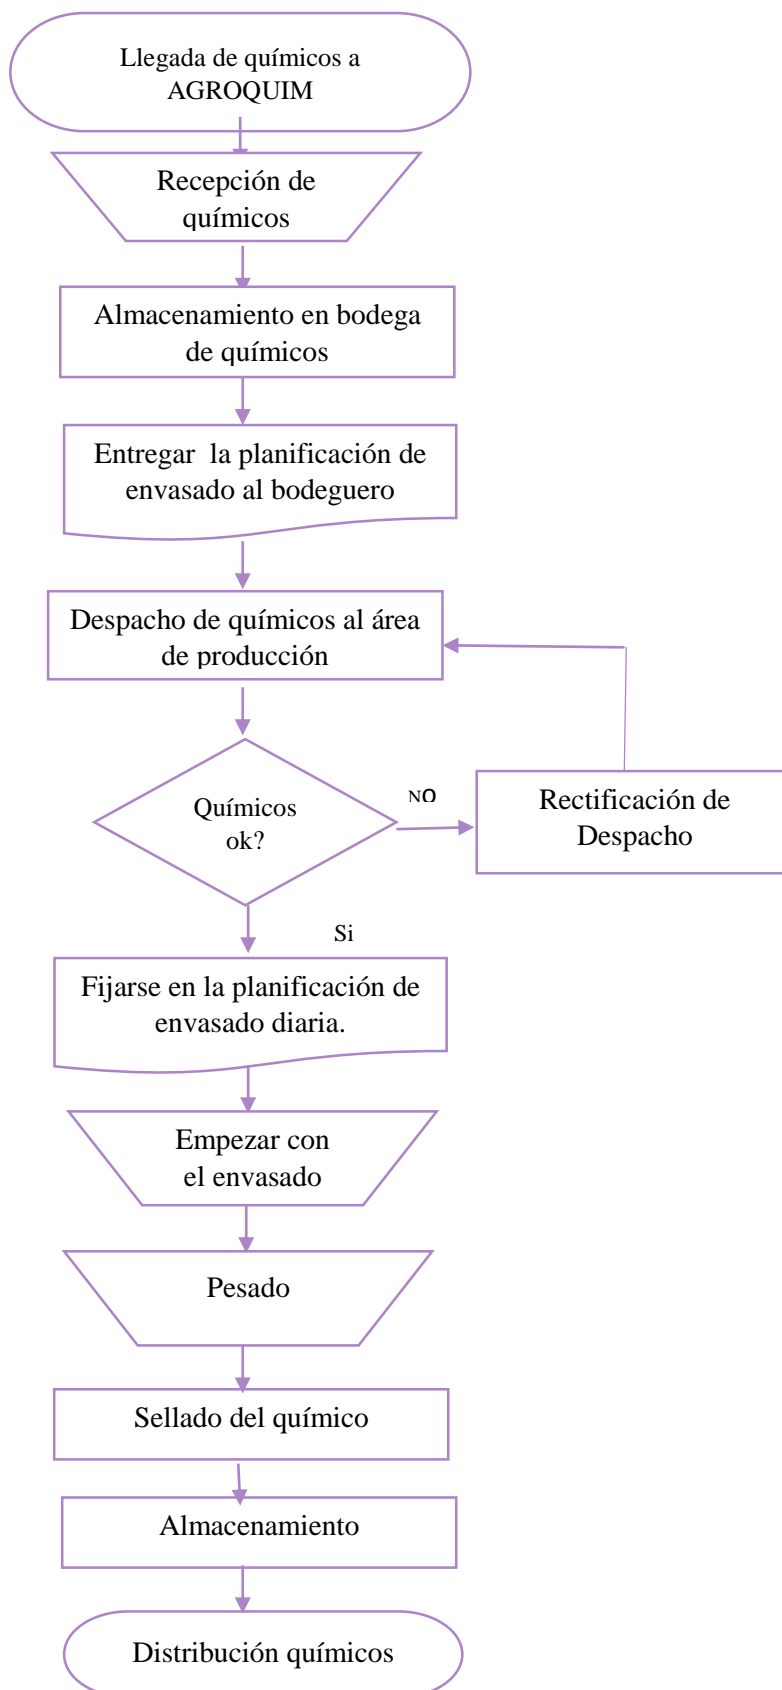 Llegada de químicos a
AGROQUIM
Recepción de
químicos
Almacenamiento en bodega
de químicos
Entregar  la planificación de
envasado al bodeguero
Despacho de químicos al área
de producción
Químicos
ok?
NO
Rectificación de
Despacho
Si
Fijarse en la planificación de
envasado diaria.
Empezar con
el envasado
Pesado
Sellado del químico
Almacenamiento
Distribución químicos